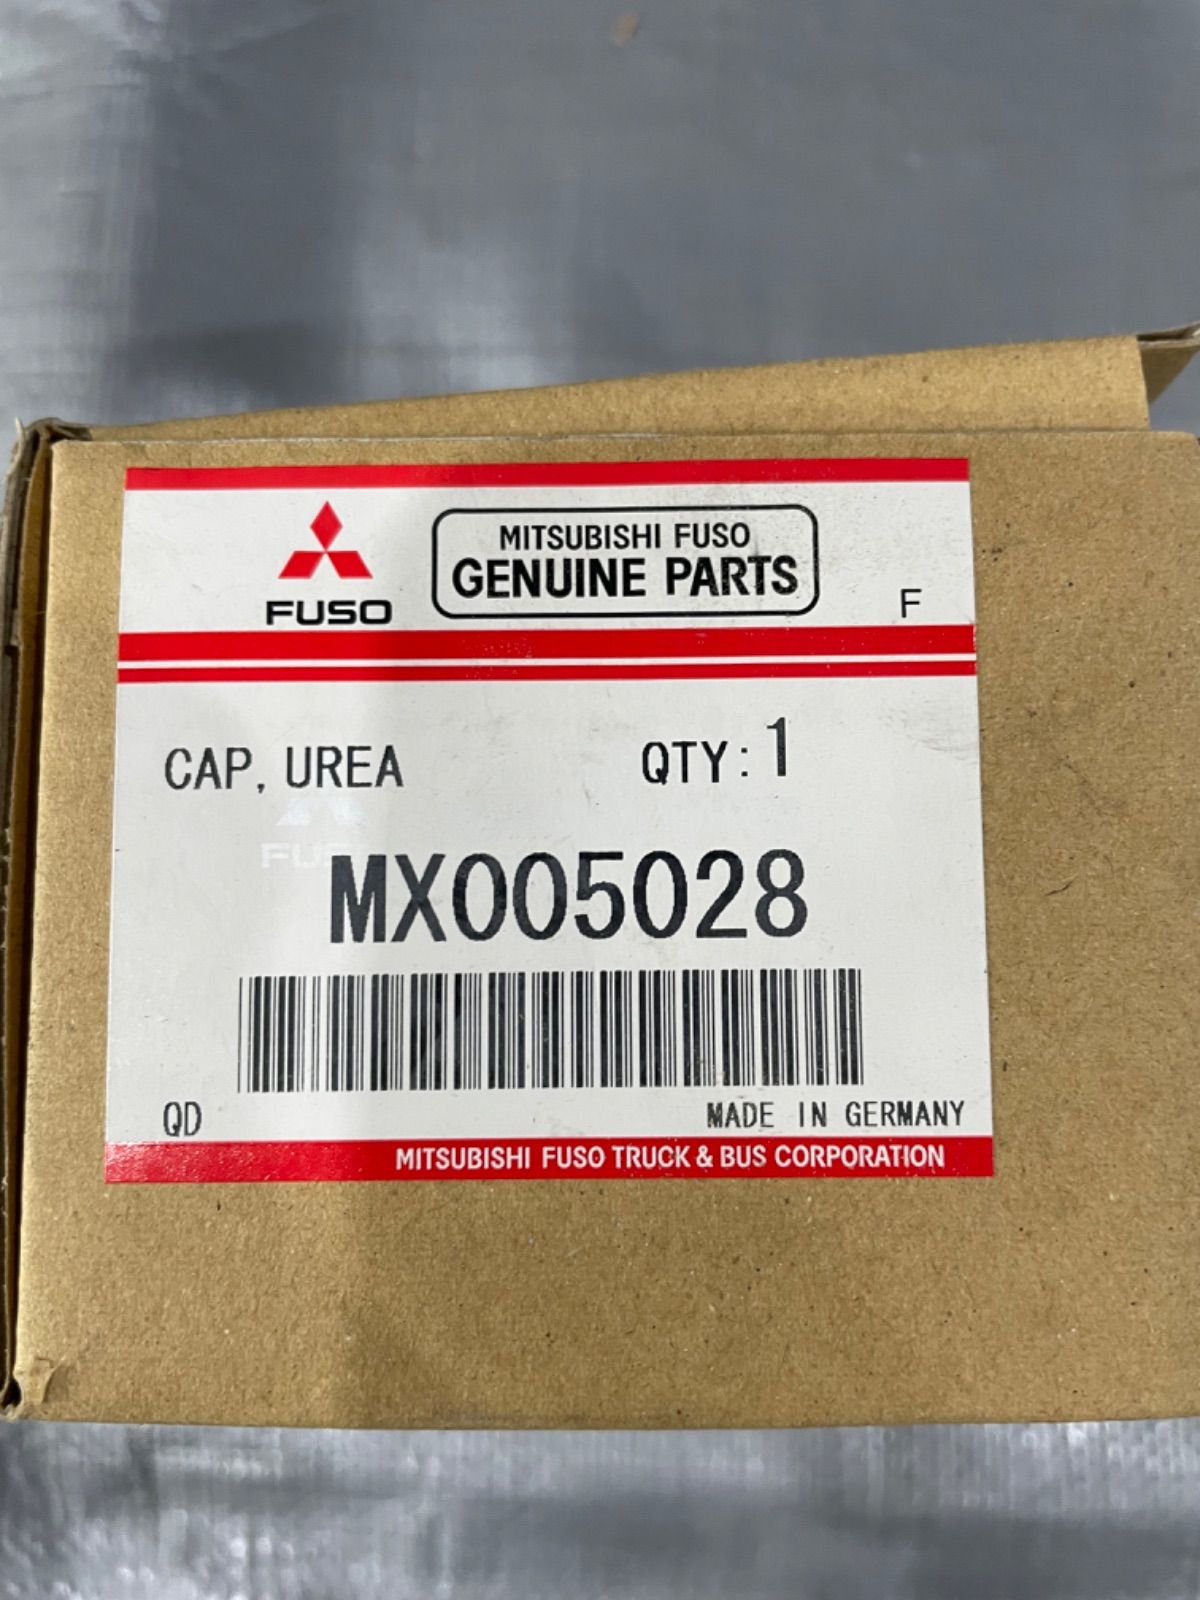 MITSUBISHI FUSO
GENUINE PARTS
FUSO
F
CAP, UREA QTY: 1
FUSO
MX005028
QD MADE IN GERMANY
MITSUBISHI FUSO TRUCK & BUS CORPORATION